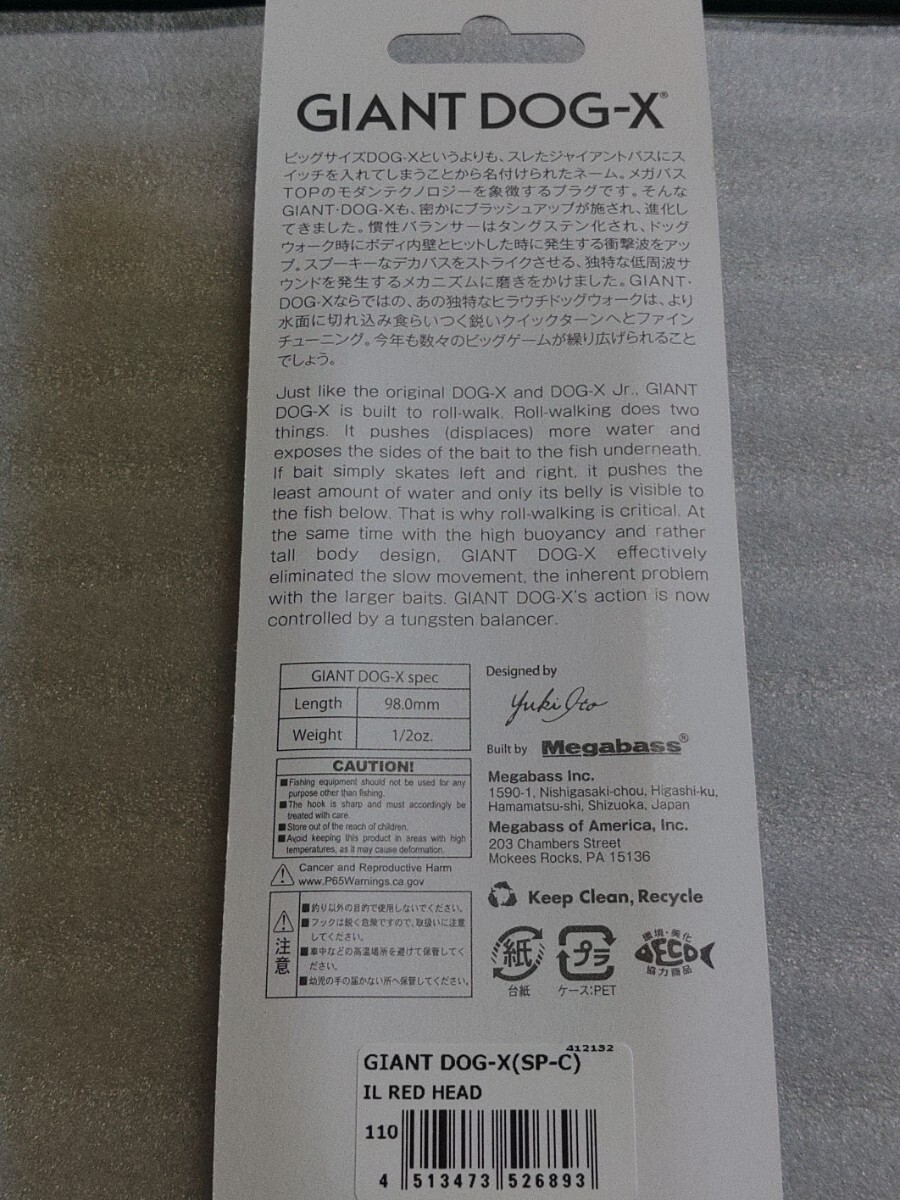 GIANT DOG-X®
ビッグサイズDOG-Xというよりも、スレたジャイアントバスにス
イッチを入れてしまうことから名付けられたネーム。メガバス
TOPのモダンテクノロジーを象徴するプラグです。そんな
GIANT・DOG-Xも、密かにブラッシュアップが施され、進化し
てきました。慣性バランサーはタングステン化され、ドッグ
ウォーク時にボディ内壁とヒットした時に発生する衝撃波をアッ
プ。スプーキーなデカバスをストライクさせる、独特な低周波サ
ウンドを発生するメカニズムに磨きをかけました。GIANT・
DOG-Xならではの、あの独特なヒラウチドッグウォークは、より
水面に切れ込み食らいつく鋭いクイックターンへとファイン
チューニング。今年も数々のビッグゲームが繰り広げられること
でしょう。
Just like the original DOG-X and DOG-X Jr., GIANT
DOG-X is built to roll-walk. Roll-walking does two
things. It pushes (displaces) more water and
exposes the sides of the bait to the fish underneath.
If bait simply skates left and right, it pushes the
least amount of water and only its belly is visible to
the fish below. That is why roll-walking is critical. At
the same time with the high buoyancy and rather
tall body design, GIANT DOG-X effectively
eliminated the slow movement, the inherent problem
with the larger baits. GIANT DOG-X's action is now
controlled by a tungsten balancer.
GIANT DOG-X spec
Length 98.0mm
Weight 1/2oz.
CAUTION!
■Fishing equipment should not be used for any
purpose other than fishing.
■The hook is sharp and must accordingly be
treated with care.
■Store out of the reach of children.
■Avoid keeping this product in areas with high
temperatures, as it may cause deformation.
Cancer and Reproductive Harm
www.P65Warnings.ca.gov
注意
■釣り以外の目的で使用しないでください。
■フックは鋭く危険ですので、取扱いに注意
してください。
■車中などの高温場所を避けて保管してく
ださい。
■幼児の手の届かない所へ保管してください。
Designed by
Yuki Ito
Built by Megabass®
Megabass Inc.
1590-1, Nishigasaki-chou, Higashi-ku,
Hamamatsu-shi, Shizuoka, Japan
Megabass of America, Inc.
203 Chambers Street
Mckees Rocks, PA 15136
Keep Clean, Recycle
紙
台紙
プラ
ケース:PET
環境・美化
ECO
協力商品
412132
GIANT DOG-X(SP-C)
IL RED HEAD
110
4 513473 526893